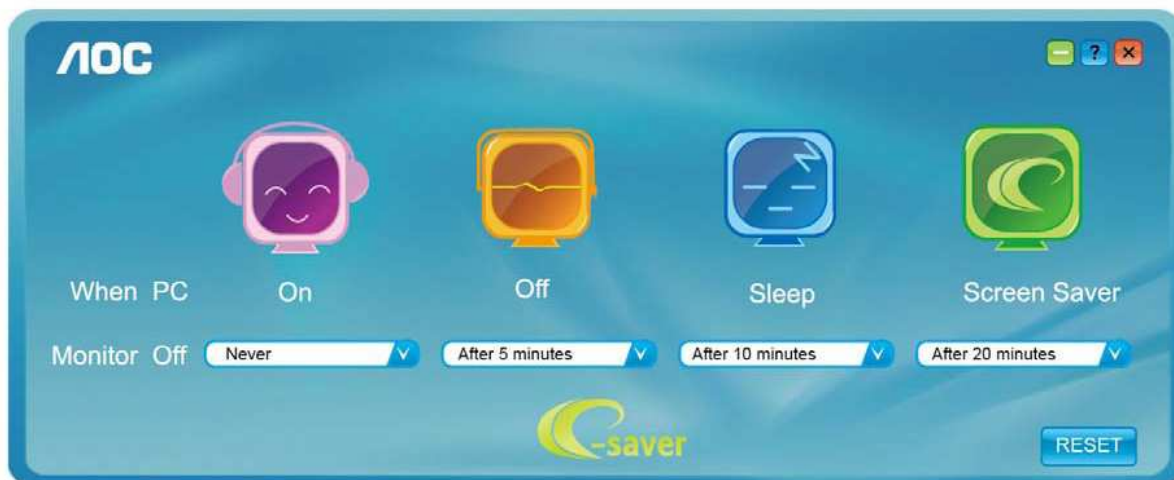 AOC
?
When PC On Off Sleep Screen Saver
Monitor Off Never After 5 minutes After 10 minutes After 20 minutes
e-saver
RESET